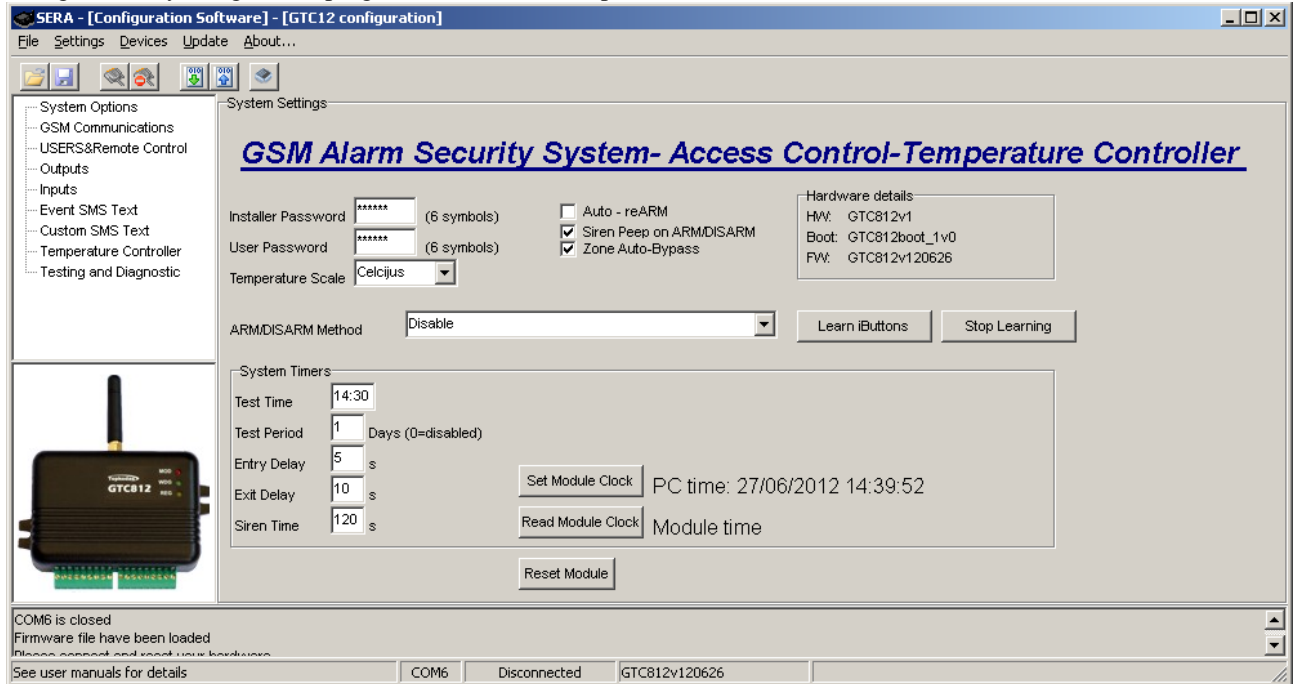 SERA - [Configuration Software] - [GTC12 configuration]
File Settings Devices Update About...
System Options
GSM Communications
USERS&Remote Control
Outputs
Inputs
Event SMS Text
Custom SMS Text
Temperature Controller
Testing and Diagnostic
System Settings
GSM Alarm Security System- Access Control-Temperature Controller
Installer Password ****** (6 symbols)
User Password ****** (6 symbols)
Temperature Scale Celcijus
Auto - reARM
Siren Peep on ARM/DISARM
Zone Auto-Bypass
Hardware details
HW: GTC812v1
Boot: GTC812boot_1v0
FW: GTC812v120626
ARM/DISARM Method Disable
Learn iButtons Stop Learning
System Timers
Test Time 14:30
Test Period 1 Days (0=disabled)
Entry Delay 5 s
Exit Delay 10 s
Siren Time 120 s
Set Module Clock PC time: 27/06/2012 14:39:52
Read Module Clock Module time
Reset Module
GTC812
COM6 is closed
Firmware file have been loaded
Please connect and reset your hardware
See user manuals for details COM6 Disconnected GTC812v120626